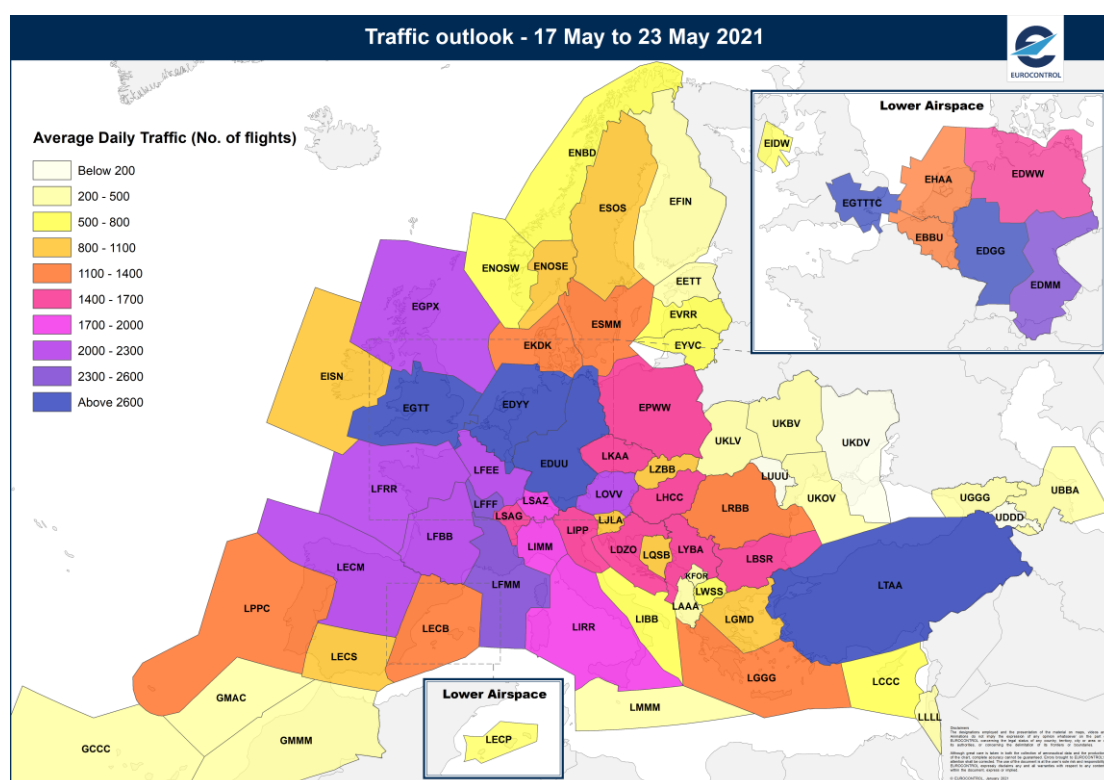 Traffic outlook - 17 May to 23 May 2021
EUROCONTROL
Average Daily Traffic (No. of flights)
Below 200
200 - 500
500 - 800
800 - 1100
1100 - 1400
1400 - 1700
1700 - 2000
2000 - 2300
2300 - 2600
Above 2600
Lower Airspace
EIDW
EHAA
EDWW
EGTTTC
EBBU
EDGG
EDMM
ENBD
ESOS
EFIN
ENOSW
ENOSE
EETT
EGPX
EVRR
ESMM
EKDK
EYVC
EISN
EGTT
EDYY
EPWW
UKBV
UKLV
UKDV
LKAA
EDUU
LZBB
LFEE
LUUU
LFRR
LOVV
LHCC
UKOV
UGGG
UBBA
LFFF
LSAZ
LSAG
LRBB
UDDD
LJLA
LIPP
LFBB
LIMM
LDZO
LQSB
LYBA
LBSR
LECM
KFOR
LFMM
LWSS
LTAA
LAAA
LPPC
LECB
LIRR
LIBB
LGMD
LECS
LGGG
LCCC
GMAC
LMMM
LLLL
GCCC
GMMM
Lower Airspace
LECP